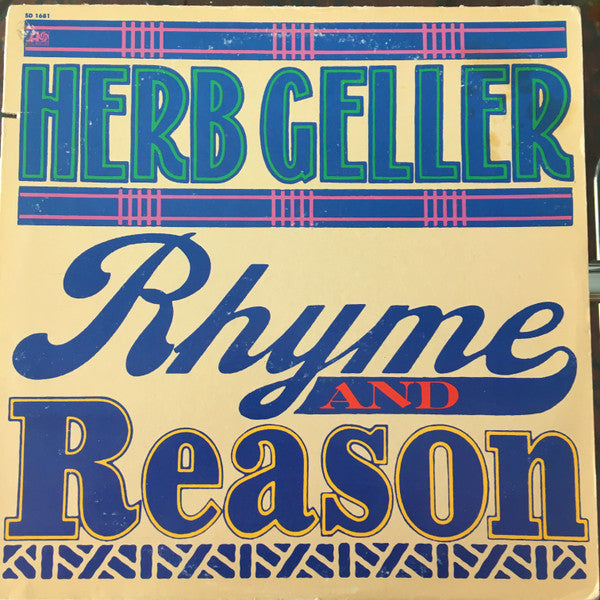 SD 1681
HERB GELLER
Rhyme
AND
Reason